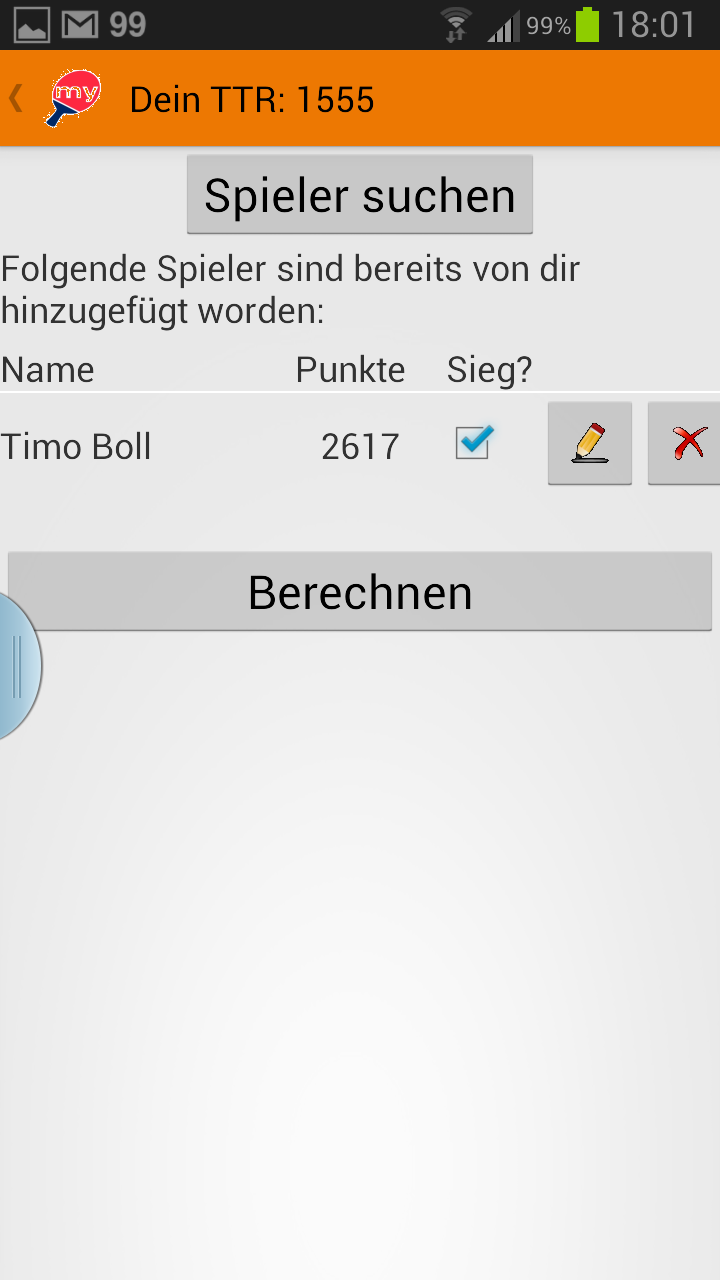 99 99% 18:01
my Dein TTR: 1555
Spieler suchen
Folgende Spieler sind bereits von dir
hinzugefügt worden:
Name Punkte Sieg?
Timo Boll 2617
Berechnen